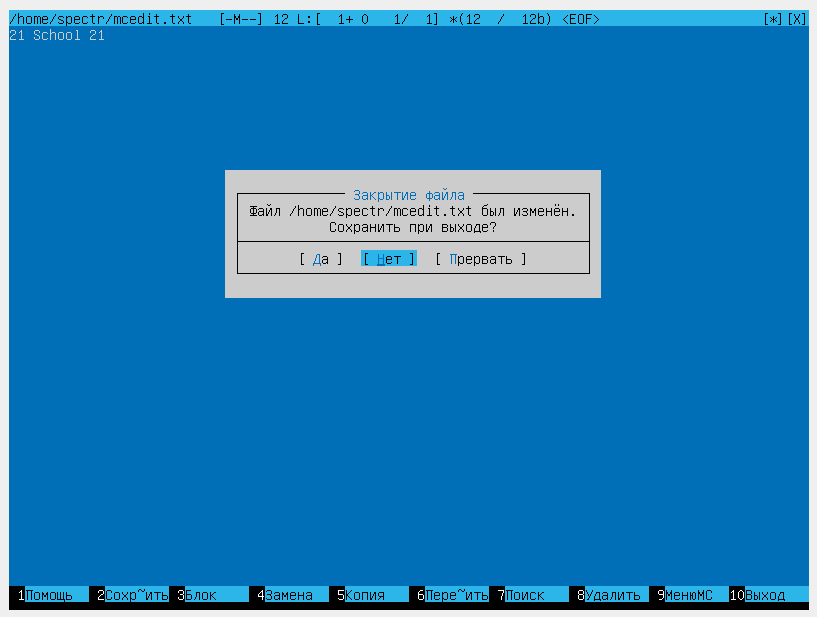 /home/spectr/mcedit.txt [-M--] 12 L:[ 1+ 0 1/ 1] *(12 / 12b) <EOF> [*][X]
21 School 21
Закрытие файла
Файл /home/spectr/mcedit.txt был изменён.
Сохранить при выходе?
[ Да ] [ Нет ] [ Прервать ]
1Помощь 2Сохр~ить 3Блок 4Замена 5Копия 6Пере~ить 7Поиск 8Удалить 9МенюМС 10Выход